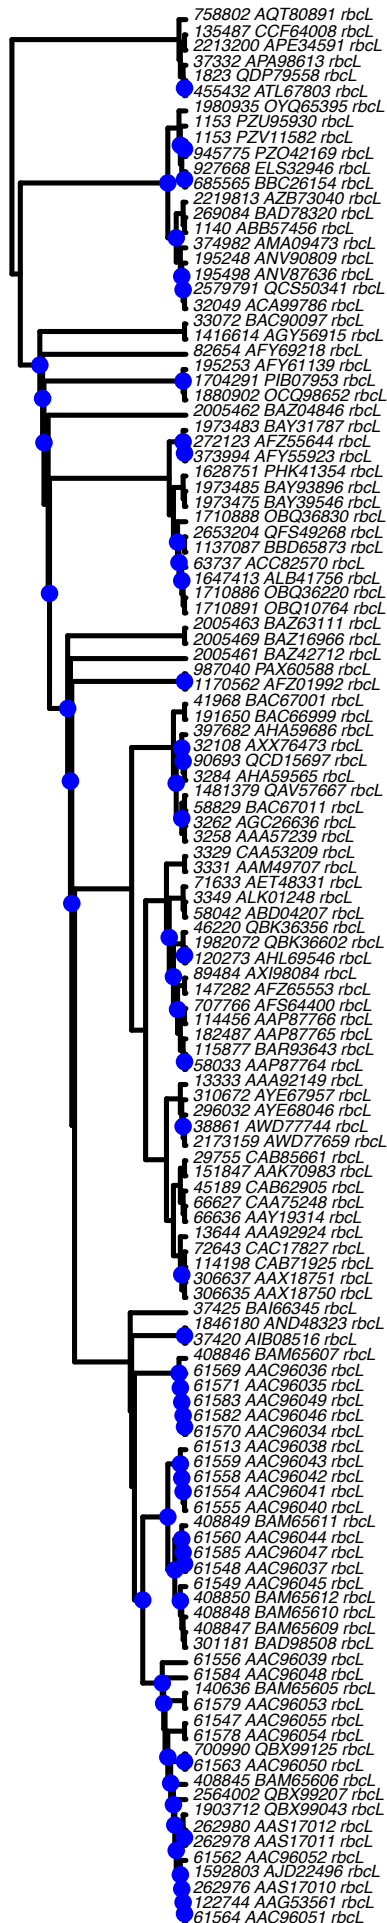 758802 AQT80891 rbcL
135487 CCF64008 rbcL
2213200 APE34591 rbcL
37332 APA98613 rbcL
1823 QDP79558 rbcL
455432 ATL67803 rbcL
1980935 OYQ65395 rbcL
1153 PZU95930 rbcL
1153 PZV11582 rbcL
945775 PZO42169 rbcL
927668 ELS32946 rbcL
685565 BBC26154 rbcL
2219813 AZB73040 rbcL
269084 BAD78320 rbcL
1140 ABB57456 rbcL
374982 AMA09473 rbcL
195248 ANV90809 rbcL
195498 ANV87636 rbcL
2579791 QCS50341 rbcL
32049 ACA99786 rbcL
33072 BAC90097 rbcL
1416614 AGY56915 rbcL
82654 AFY69218 rbcL
195253 AFY61139 rbcL
1704291 PIB07953 rbcL
1880902 OCQ98652 rbcL
2005462 BAZ04846 rbcL
1973483 BAY31787 rbcL
272123 AFZ55644 rbcL
373994 AFY55923 rbcL
1628751 PHK41354 rbcL
1973485 BAY93896 rbcL
1973475 BAY39546 rbcL
1710888 OBQ36830 rbcL
2653204 QFS49268 rbcL
1137087 BBD65873 rbcL
63737 ACC82570 rbcL
1647413 ALB41756 rbcL
1710886 OBQ36220 rbcL
1710891 OBQ10764 rbcL
2005463 BAZ63111 rbcL
2005469 BAZ16966 rbcL
2005461 BAZ42712 rbcL
987040 PAX60588 rbcL
1170562 AFZ01992 rbcL
41968 BAC67001 rbcL
191650 BAC66999 rbcL
397682 AHA59686 rbcL
32108 AXX76473 rbcL
90693 QCD15697 rbcL
3284 AHA59565 rbcL
1481379 QAV57667 rbcL
58829 BAC67011 rbcL
3262 AGC26636 rbcL
3258 AAA57239 rbcL
3329 CAA53209 rbcL
3331 AAM49707 rbcL
71633 AET48331 rbcL
3349 ALK01248 rbcL
58042 ABD04207 rbcL
46220 QBK36356 rbcL
1982072 QBK36602 rbcL
120273 AHL69546 rbcL
89484 AXI98084 rbcL
147282 AFZ65553 rbcL
707766 AFS64400 rbcL
114456 AAP87766 rbcL
182487 AAP87765 rbcL
115877 BAR93643 rbcL
58033 AAP87764 rbcL
13333 AAA92149 rbcL
310672 AYE67957 rbcL
296032 AYE68046 rbcL
38861 AWD77744 rbcL
2173159 AWD77659 rbcL
29755 CAB85661 rbcL
151847 AAK70983 rbcL
45189 CAB62905 rbcL
66627 CAA75248 rbcL
66636 AAY19314 rbcL
13644 AAA92924 rbcL
72643 CAC17827 rbcL
114198 CAB71925 rbcL
306637 AAX18751 rbcL
306635 AAX18750 rbcL
37425 BAI66345 rbcL
1846180 AND48323 rbcL
37420 AIB08516 rbcL
408846 BAM65607 rbcL
61569 AAC96036 rbcL
61571 AAC96035 rbcL
61583 AAC96049 rbcL
61582 AAC96046 rbcL
61570 AAC96034 rbcL
61513 AAC96038 rbcL
61559 AAC96043 rbcL
61558 AAC96042 rbcL
61554 AAC96041 rbcL
61555 AAC96040 rbcL
408849 BAM65611 rbcL
61560 AAC96044 rbcL
61585 AAC96047 rbcL
61548 AAC96037 rbcL
61549 AAC96045 rbcL
408850 BAM65612 rbcL
408848 BAM65610 rbcL
408847 BAM65609 rbcL
301181 BAD98508 rbcL
61556 AAC96039 rbcL
61584 AAC96048 rbcL
140636 BAM65605 rbcL
61579 AAC96053 rbcL
61547 AAC96055 rbcL
61578 AAC96054 rbcL
700990 QBX99125 rbcL
61563 AAC96050 rbcL
408845 BAM65606 rbcL
2564002 QBX99207 rbcL
1903712 QBX99043 rbcL
262980 AAS17012 rbcL
262978 AAS17011 rbcL
61562 AAC96052 rbcL
1592803 AJD22496 rbcL
262976 AAS17010 rbcL
122744 AAG53561 rbcL
61564 AAC96051 rbcL